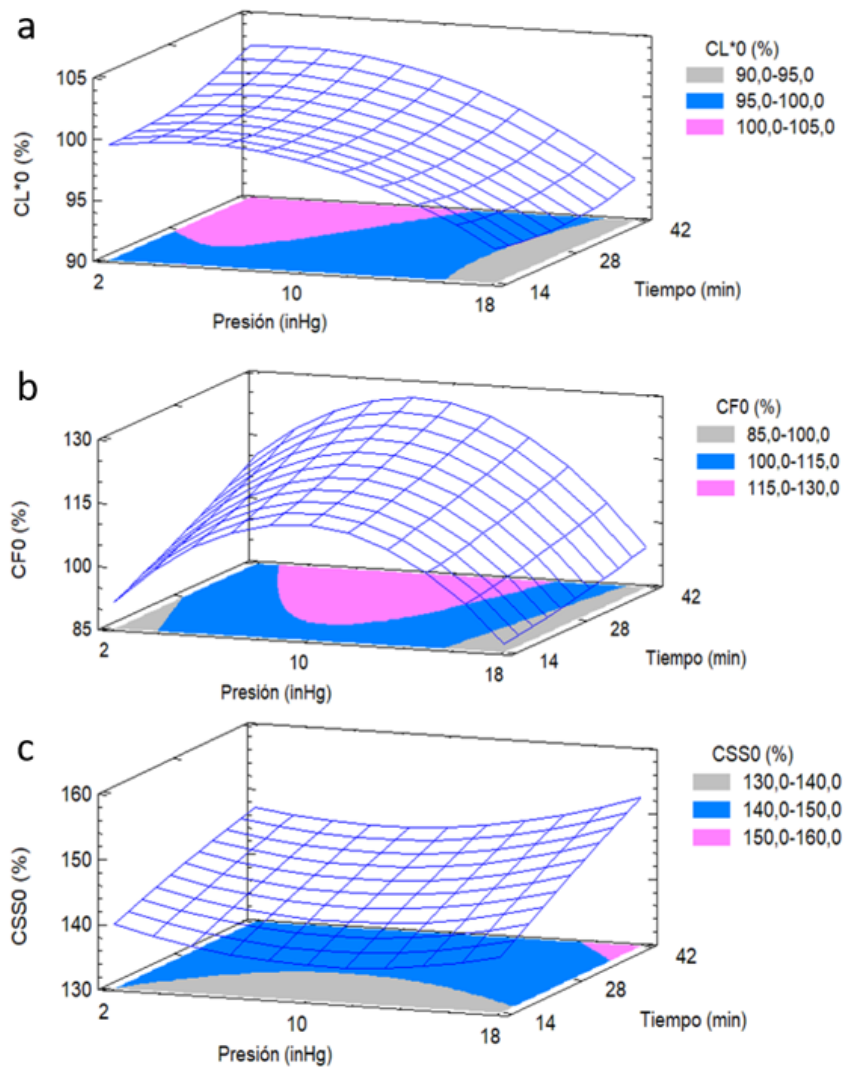 a
CL*0 (%)
90,0-95,0
95,0-100,0
100,0-105,0
105
100
95
90
CL*0 (%)
2
10
18
Presión (inHg)
14
28
42
Tiempo (min)
b
CF0 (%)
85,0-100,0
100,0-115,0
115,0-130,0
130
115
100
85
CF0 (%)
2
10
18
Presión (inHg)
14
28
42
Tiempo (min)
c
CSS0 (%)
130,0-140,0
140,0-150,0
150,0-160,0
160
150
140
130
CSS0 (%)
2
10
18
Presión (inHg)
14
28
42
Tiempo (min)